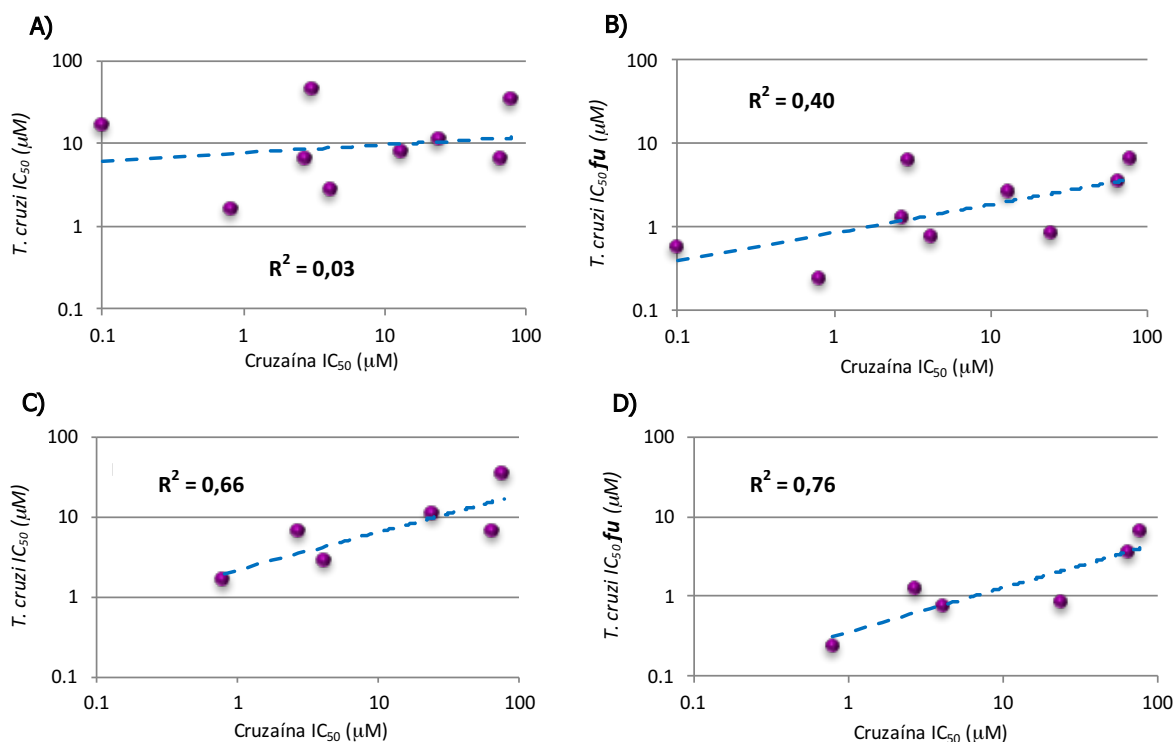 A)
100
10
1
0.1
T. cruzi IC50 (μM)
R2 = 0,03
0.1 1 10 100
Cruzaína IC50 (μM)
B)
100
10
1
0.1
T. cruzi IC50 fu (μM)
R2 = 0,40
0.1 1 10 100
Cruzaína IC50 (μM)
C)
100
10
1
0.1
T. cruzi IC50 (μM)
R2 = 0,66
0.1 1 10 100
Cruzaína IC50 (μM)
D)
100
10
1
0.1
T. cruzi IC50 fu (μM)
R2 = 0,76
0.1 1 10 100
Cruzaína IC50 (μM)